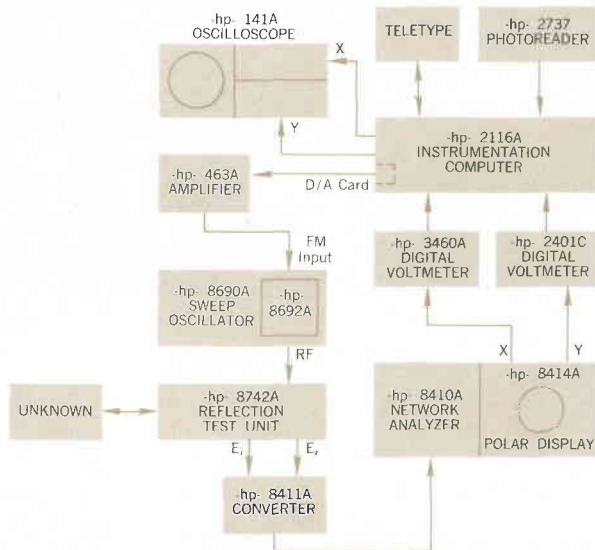 -hp- 141A
OSCILLOSCOPE
X
Y
TELETYPE
-hp- 2737
PHOTOREADER
-hp- 2116A
INSTRUMENTATION
COMPUTER
D/A Card
-hp- 463A
AMPLIFIER
FM
Input
-hp- 3460A
DIGITAL
VOLTMETER
-hp- 2401C
DIGITAL
VOLTMETER
-hp- 8690A
SWEEP
OSCILLATOR
-hp-
8692A
RF
X
Y
UNKNOWN
-hp- 8742A
REFLECTION
TEST UNIT
-hp- 8410A
NETWORK
ANALYZER
-hp- 8414A
POLAR DISPLAY
Ei
Er
-hp- 8411A
CONVERTER